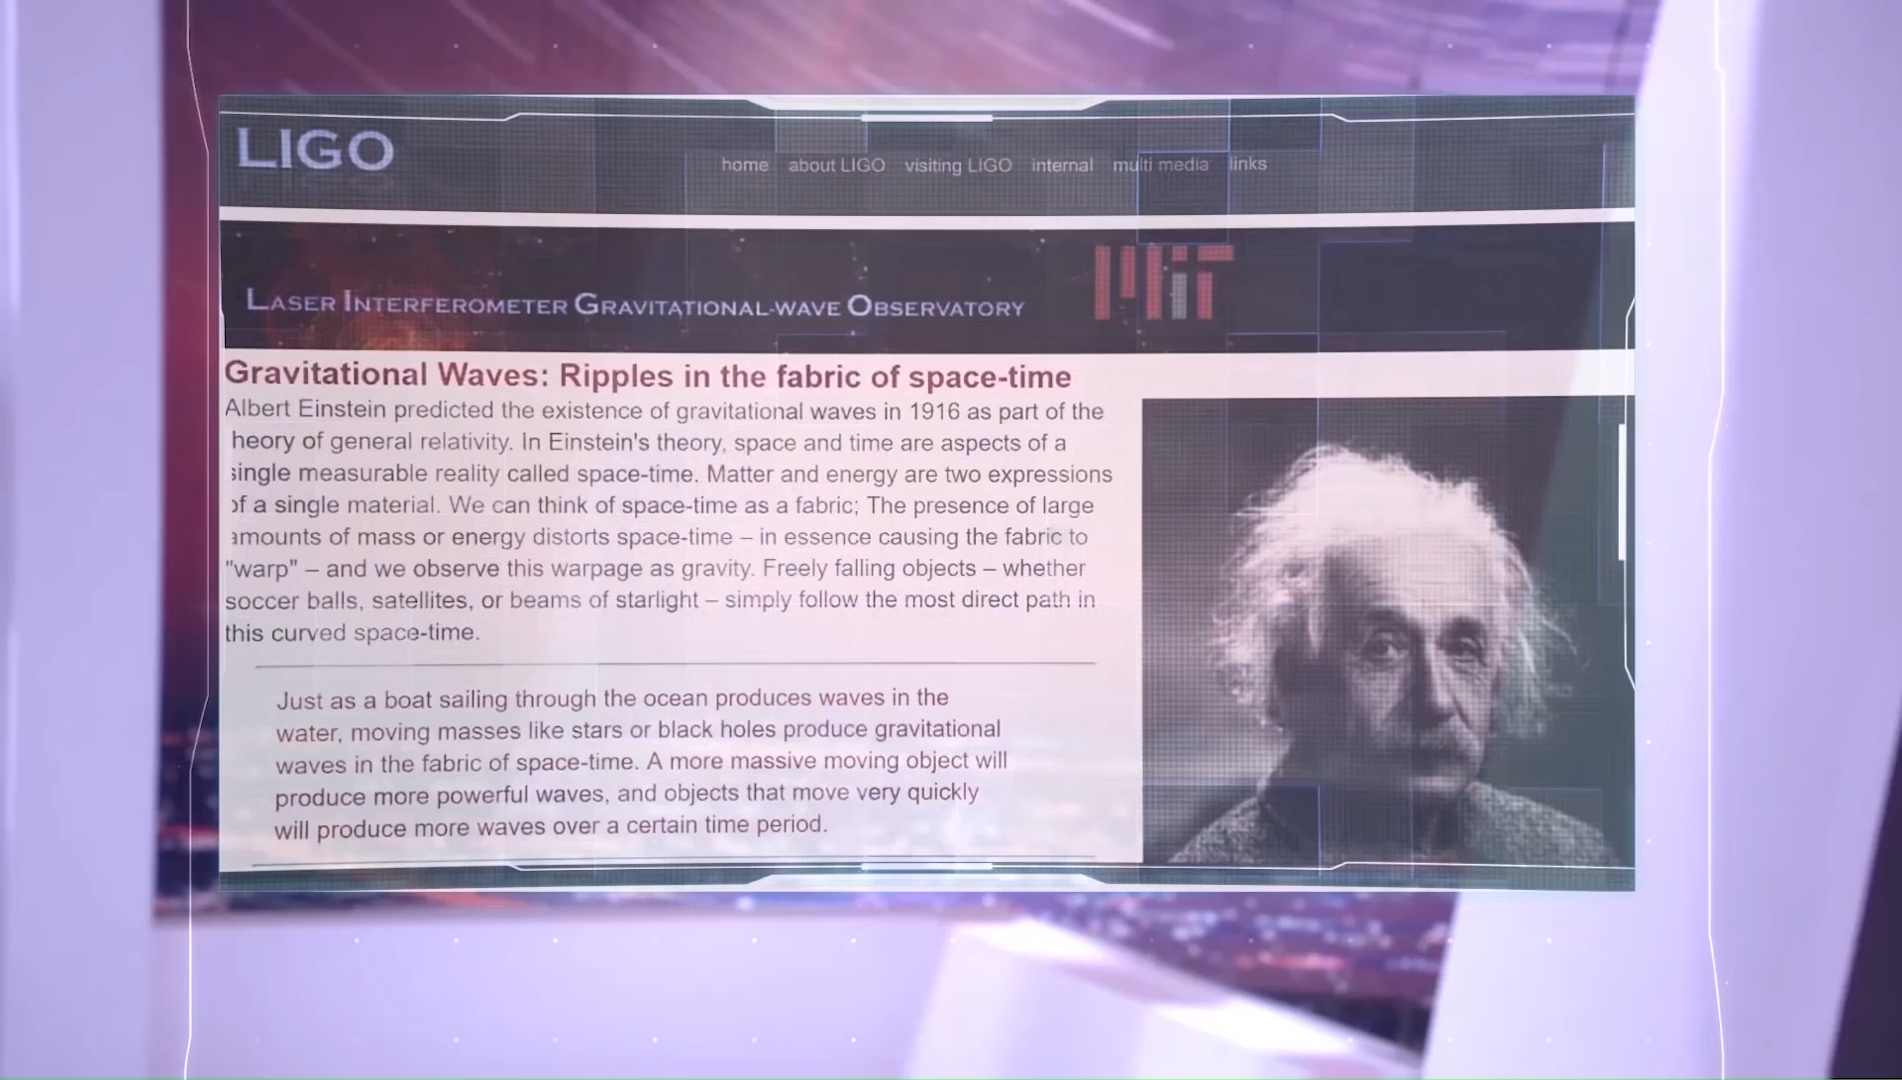 LIGO
home about LIGO visiting LIGO internal multi media links
LASER INTERFEROMETER GRAVITATIONAL-WAVE OBSERVATORY
MIT
Gravitational Waves: Ripples in the fabric of space-time
Albert Einstein predicted the existence of gravitational waves in 1916 as part of the
heory of general relativity. In Einstein's theory, space and time are aspects of a
single measurable reality called space-time. Matter and energy are two expressions
of a single material. We can think of space-time as a fabric; The presence of large
amounts of mass or energy distorts space-time – in essence causing the fabric to
"warp" – and we observe this warpage as gravity. Freely falling objects – whether
soccer balls, satellites, or beams of starlight – simply follow the most direct path in
this curved space-time.
Just as a boat sailing through the ocean produces waves in the
water, moving masses like stars or black holes produce gravitational
waves in the fabric of space-time. A more massive moving object will
produce more powerful waves, and objects that move very quickly
will produce more waves over a certain time period.